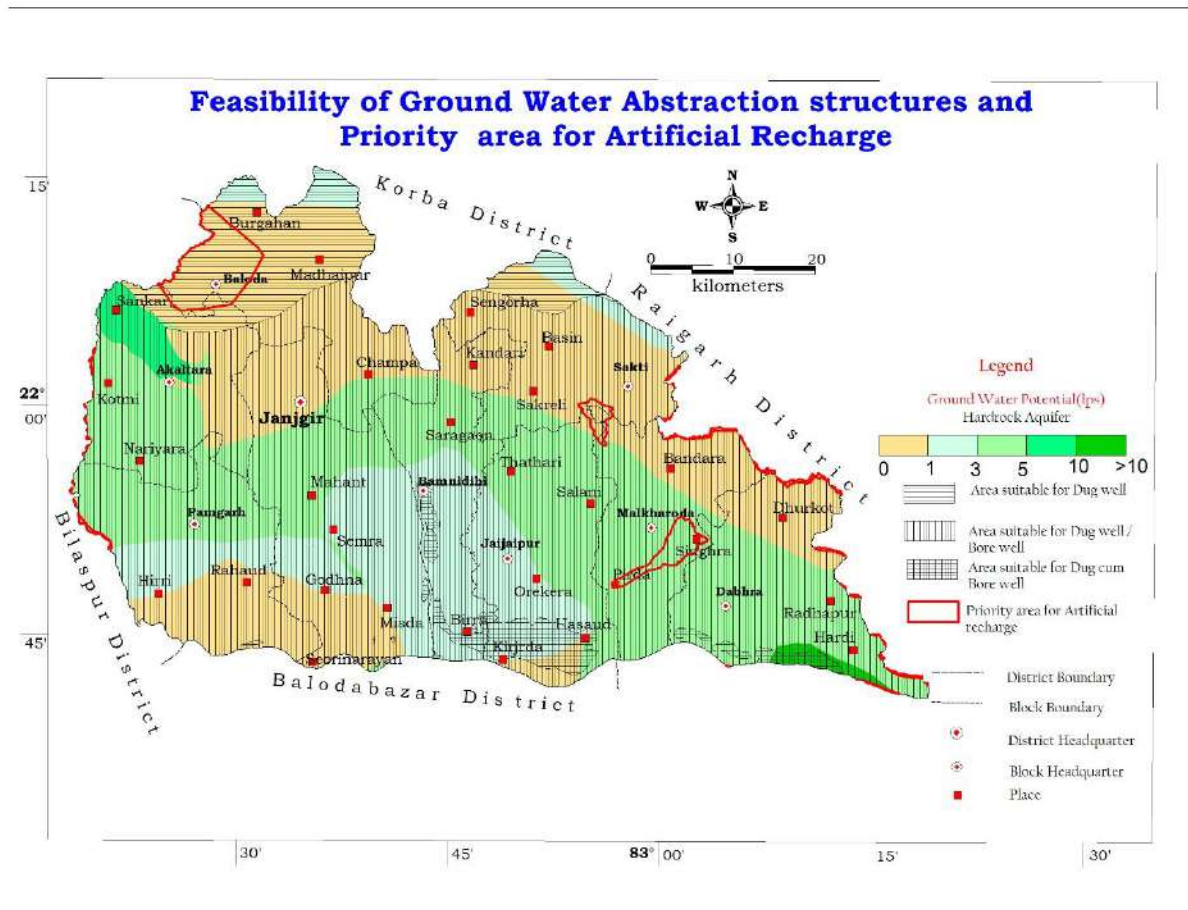 Feasibility of Ground Water Abstraction structures and
Priority area for Artificial Recharge
Korba District
N
W E
S
0 10 20
kilometers
Raigarh District
Bilaspur District
Balodabazar District
15'
22°
60'
45'
30'
45'
83° 00'
15'
30'
Burgahan
Baloda
Madhaipur
Sankar
Sengorha
Basin
Kandari
Champa
Sakti
Akaltara
Kotmi
Janjgir
Sakreli
Saragaon
Nariyara
Thathari
Bandara
Mahant
Bamnidihi
Salam
Dhurkot
Pamgarh
Semra
Malkharoda
Jaijaipur
Singhra
Hirri
Rahaud
Godhna
Orekera
Dabhra
Radhapur
Misda
Hasaud
Hardi
Kirjrda
Seorinarayan
Legend
Ground Water Potential(lps)
Hardrock Aquifer
0 1 3 5 10 >10
Area suitable for Dug well
Area suitable for Dug well /
Bore well
Area suitable for Dug cum
Bore well
Priority area for Artificial
recharge
District Boundary
Block Boundary
District Headquarter
Block Headquarter
Place